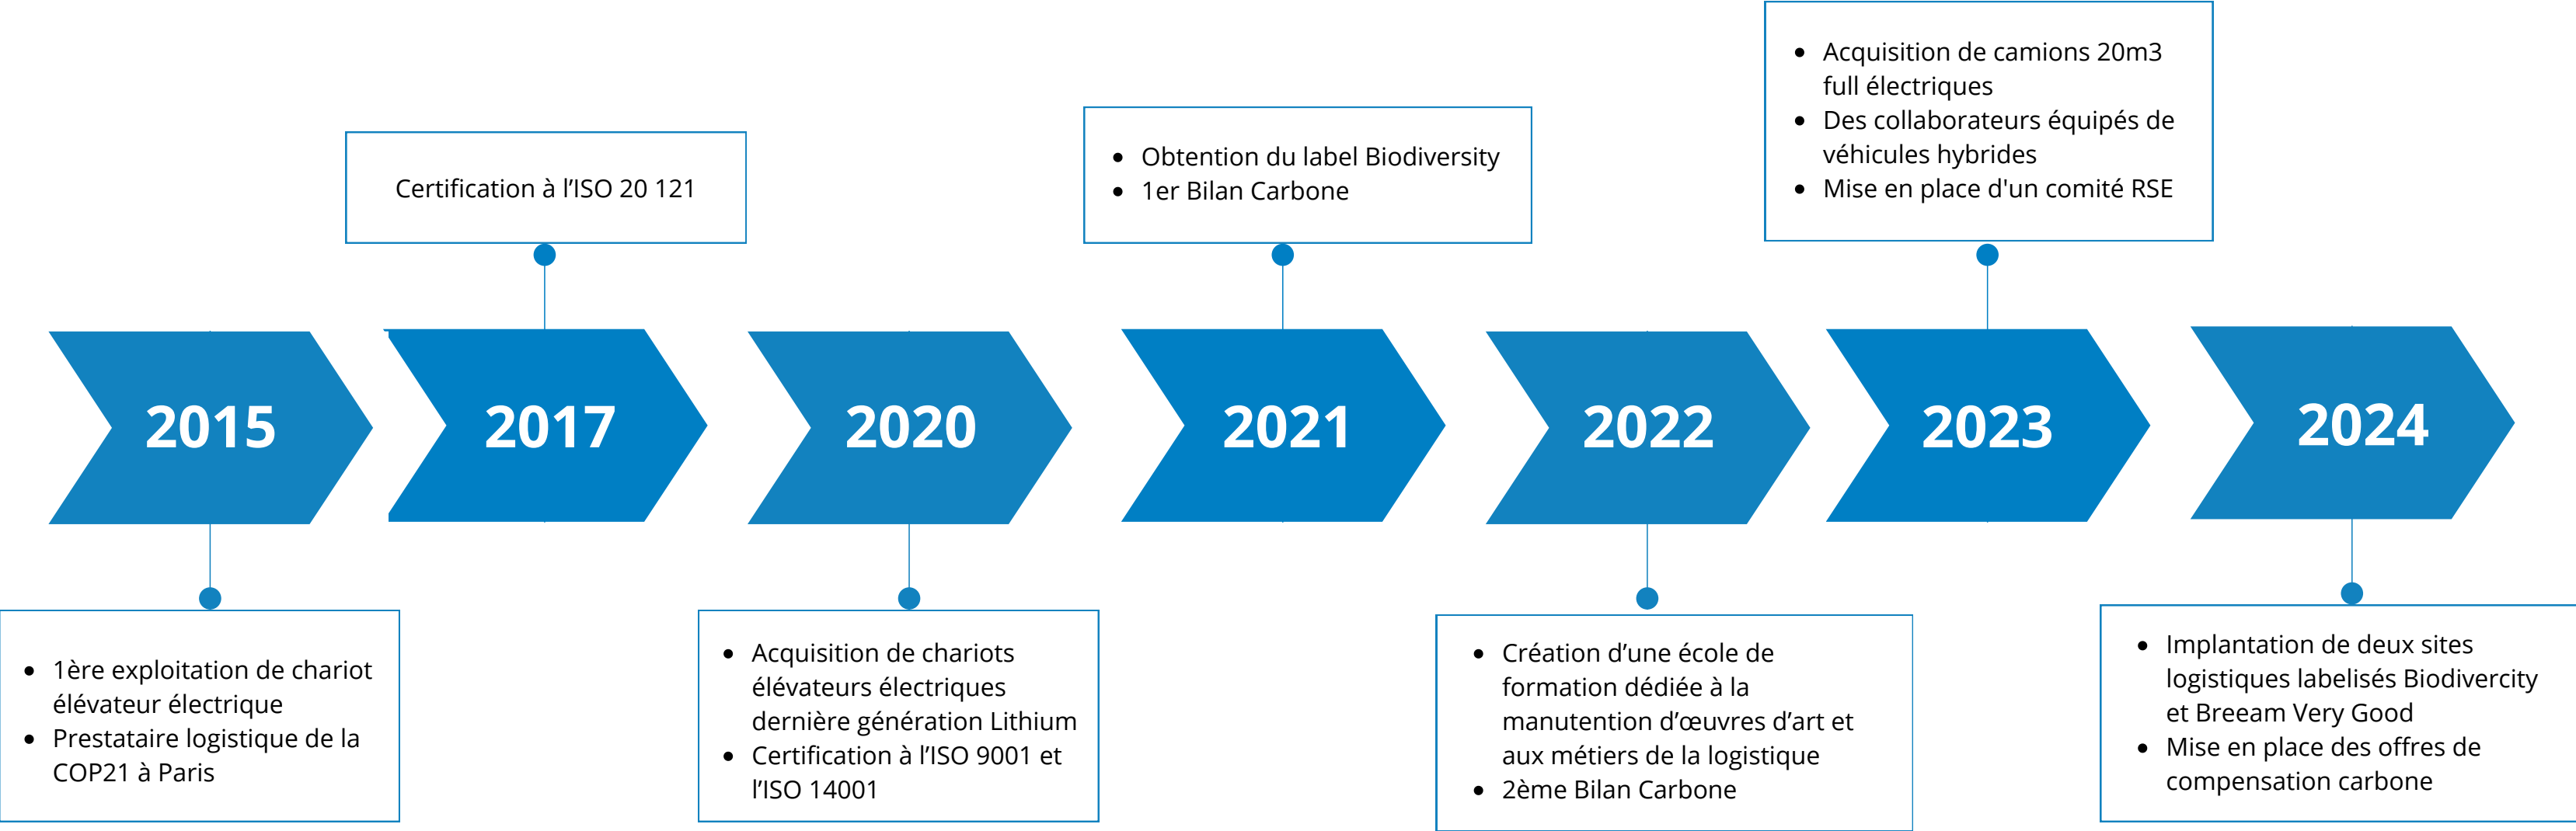 2015
• 1ère exploitation de chariot
élévateur électrique
• Prestataire logistique de la
COP21 à Paris
2017
Certification à l’ISO 20 121
2020
• Acquisition de chariots
élévateurs électriques
dernière génération Lithium
• Certification à l’ISO 9001 et
l’ISO 14001
2021
• Obtention du label Biodiversity
• 1er Bilan Carbone
2022
• Création d’une école de
formation dédiée à la
manutention d’œuvres d’art et
aux métiers de la logistique
• 2ème Bilan Carbone
2023
• Acquisition de camions 20m3
full électriques
• Des collaborateurs équipés de
véhicules hybrides
• Mise en place d'un comité RSE
2024
• Implantation de deux sites
logistiques labelisés Biodivercity
et Breeam Very Good
• Mise en place des offres de
compensation carbone